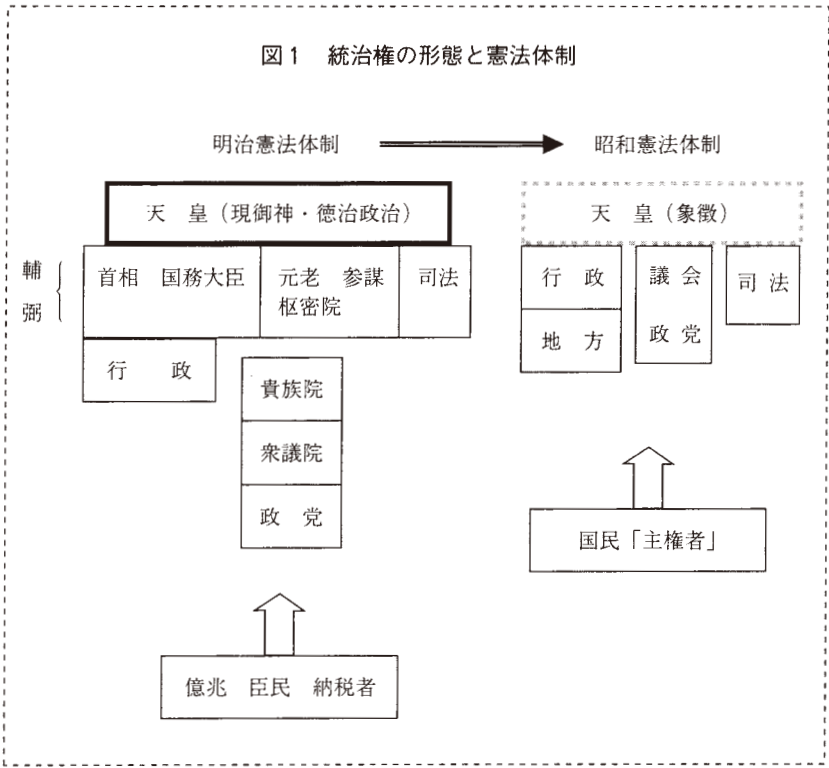 図1 統治権の形態と憲法体制
明治憲法体制
昭和憲法体制
天 皇（現御神・徳治政治）
輔弼
首相 国務大臣
元老 参謀
枢密院
司法
行 政
貴族院
衆議院
政 党
億兆 臣民 納税者
天 皇（象徴）
行 政
地 方
議 会
政 党
司 法
国民「主権者」